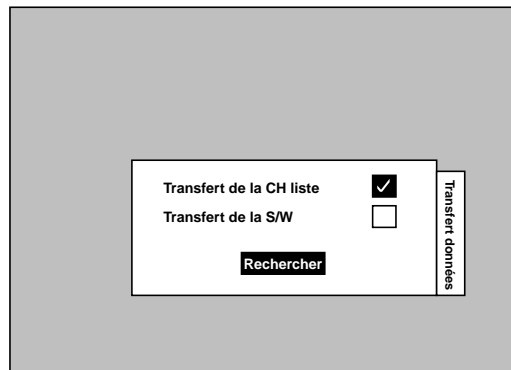 Transfert de la CH liste
Transfert de la S/W
Rechercher
Transfert données